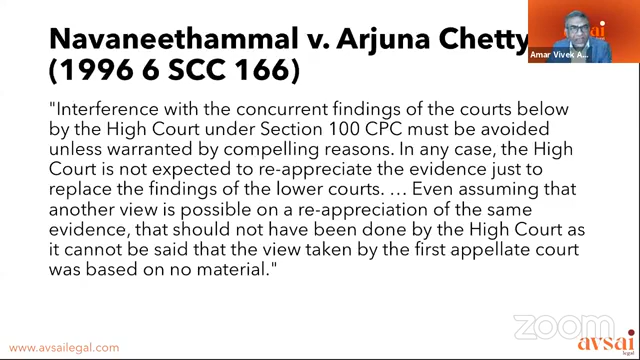 Navaneethammal v. Arjuna Chetty
(1996 6 SCC 166)
Amar Vivek A...
"Interference with the concurrent findings of the courts below
by the High Court under Section 100 CPC must be avoided
unless warranted by compelling reasons. In any case, the High
Court is not expected to re-appreciate the evidence just to
replace the findings of the lower courts. ... Even assuming that
another view is possible on a re-appreciation of the same
evidence, that should not have been done by the High Court as
it cannot be said that the view taken by the first appellate court
was based on no material."
zoom
www.avsailegal.com
avsai
legal